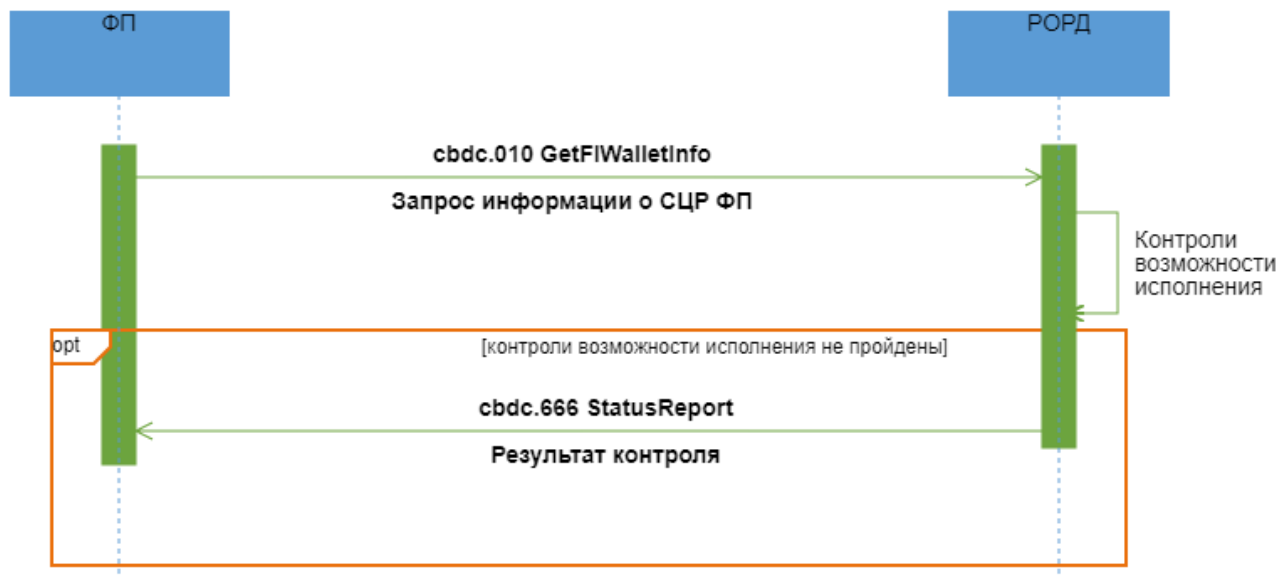 ФП
РОРД
cbdc.010 GetFIWalletInfo
Запрос информации о СЦР ФП
Контроли
возможности
исполнения
opt
[контроли возможности исполнения не пройдены]
cbdc.666 StatusReport
Результат контроля